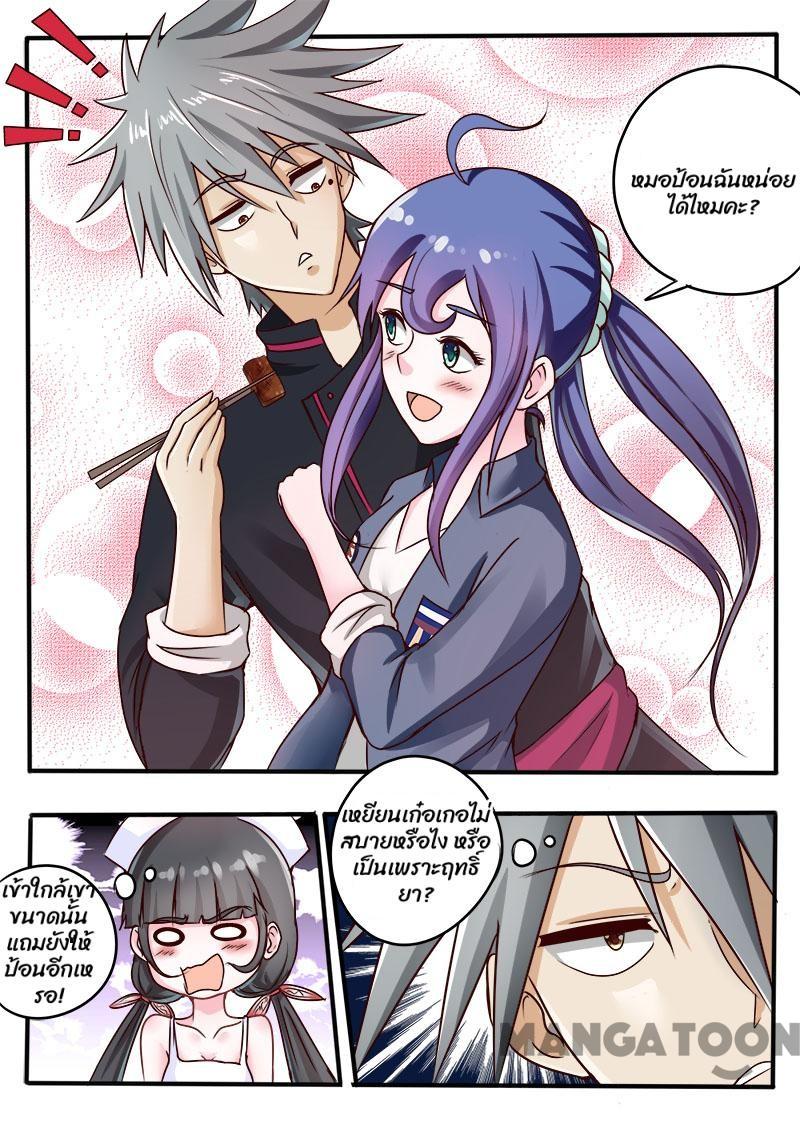 หมอป้อนฉันหน่อย
ได้ไหมคะ?
เข้าใกล้เขา
ขนาดนั้น
แถมยังให้
ป้อนอีกเห
รอ!
เหยียนเก๋อเกอไม่
สบายหรือไง หรือ
เป็นเพราะฤทธิ์
ยา?
MANGATOON